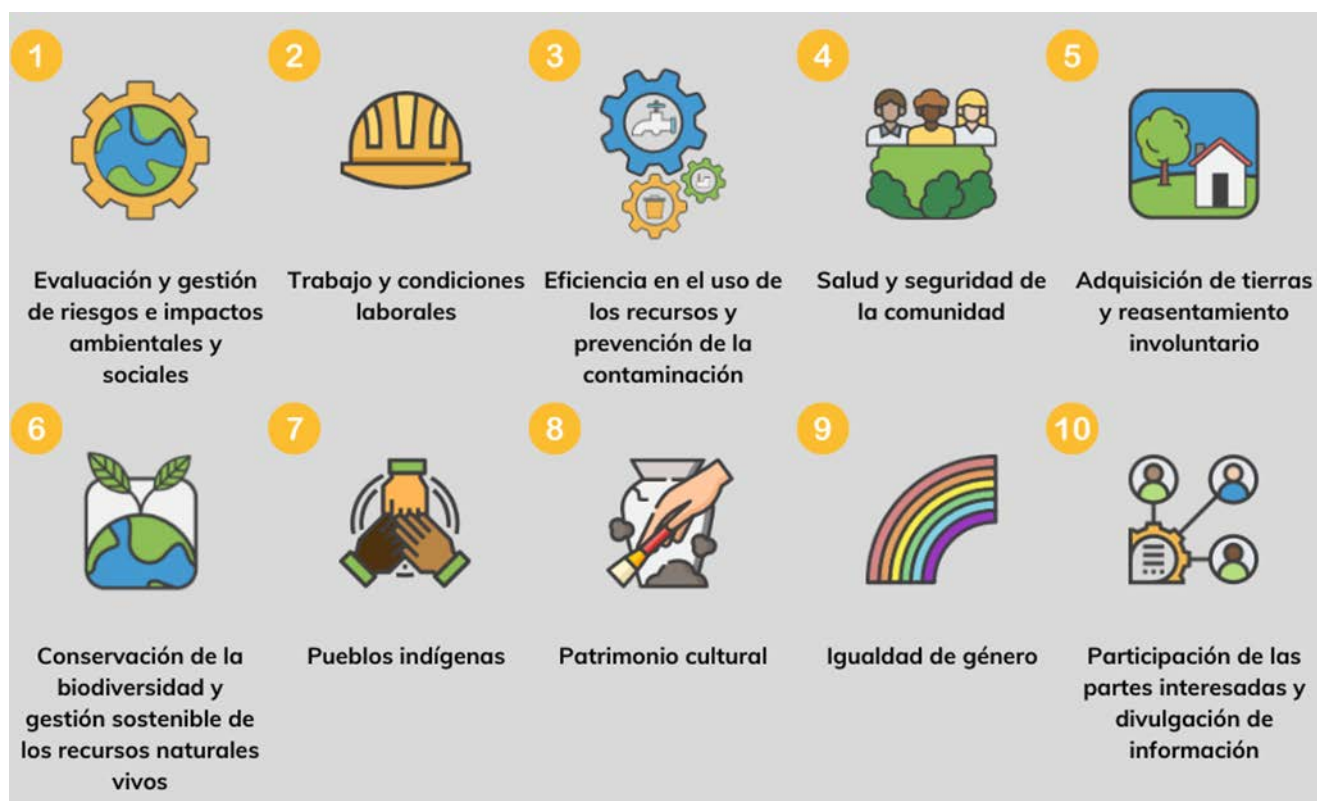 1
Evaluación y gestión
de riesgos e impactos
ambientales y
sociales
2
Trabajo y condiciones
laborales
3
Eficiencia en el uso de
los recursos y
prevención de la
contaminación
4
Salud y seguridad de
la comunidad
5
Adquisición de tierras
y reasentamiento
involuntario
6
Conservación de la
biodiversidad y
gestión sostenible de
los recursos naturales
vivos
7
Pueblos indígenas
8
Patrimonio cultural
9
Igualdad de género
10
Participación de las
partes interesadas y
divulgación de
información